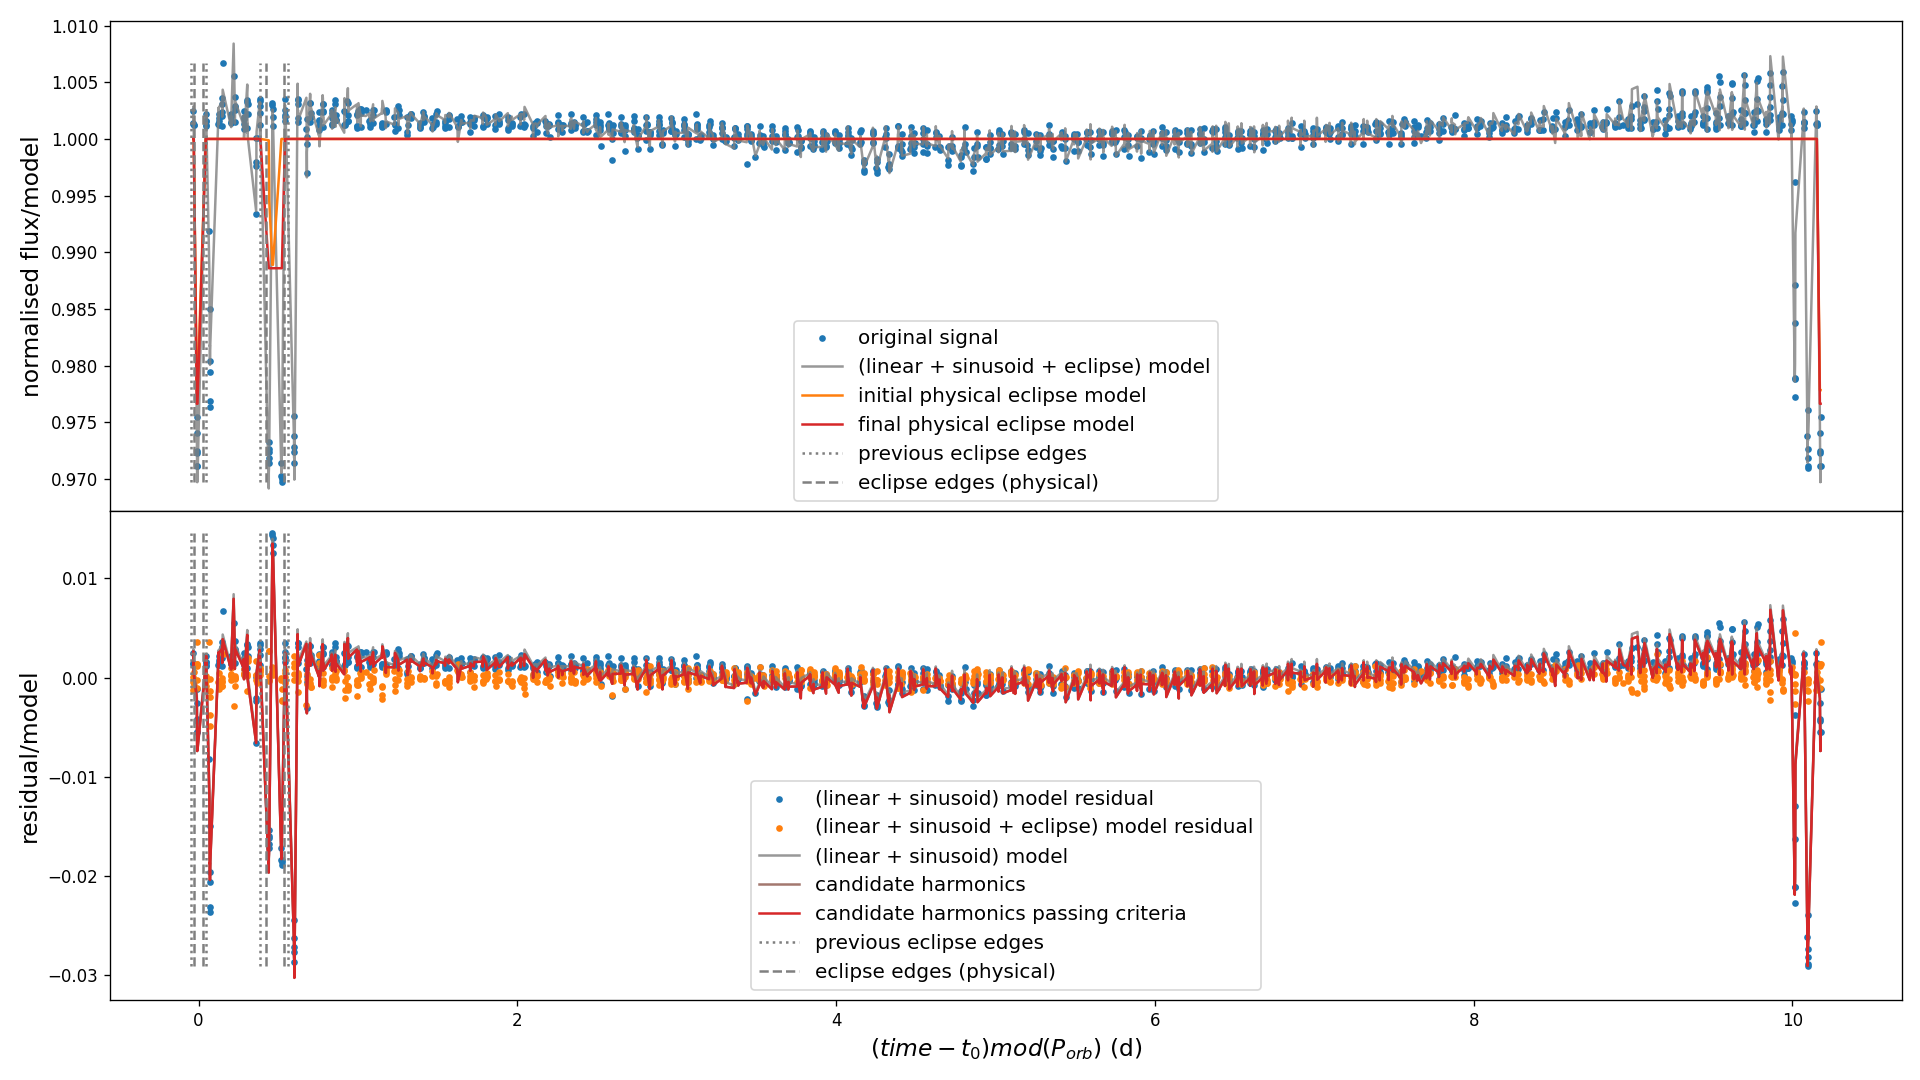 normalised flux/model
1.010
1.005
1.000
0.995
0.990
0.985
0.980
0.975
0.970
original signal
(linear + sinusoid + eclipse) model
initial physical eclipse model
final physical eclipse model
previous eclipse edges
eclipse edges (physical)
residual/model
0.01
0.00
−0.01
−0.02
−0.03
(linear + sinusoid) model residual
(linear + sinusoid + eclipse) model residual
(linear + sinusoid) model
candidate harmonics
candidate harmonics passing criteria
previous eclipse edges
eclipse edges (physical)
0 2 4 6 8 10
(time − t₀)mod(P_orb) (d)